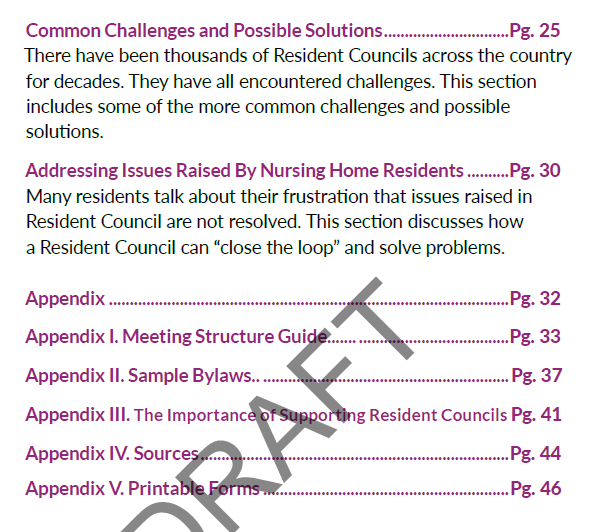 Common Challenges and Possible Solutions...............................Pg. 25
There have been thousands of Resident Councils across the country
for decades. They have all encountered challenges. This section
includes some of the more common challenges and possible
solutions.
Addressing Issues Raised By Nursing Home Residents ..........Pg. 30
Many residents talk about their frustration that issues raised in
Resident Council are not resolved. This section discusses how
a Resident Council can “close the loop” and solve problems.
Appendix ....................................................................................................Pg. 32
Appendix I. Meeting Structure Guide....... ......................................Pg. 33
Appendix II. Sample Bylaws.. .............................................................. Pg. 37
Appendix III. The Importance of Supporting Resident Councils Pg. 41
Appendix IV. Sources..............................................................................Pg. 44
Appendix V. Printable Forms ..............................................................Pg. 46
DRAFT